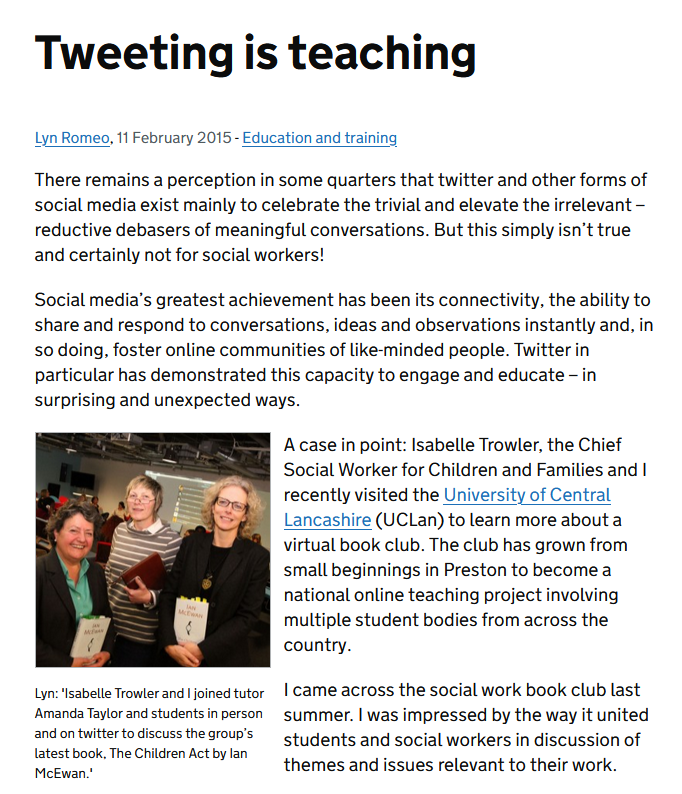 Tweeting is teaching
Lyn Romeo, 11 February 2015 - Education and training
There remains a perception in some quarters that twitter and other forms of
social media exist mainly to celebrate the trivial and elevate the irrelevant –
reductive debasers of meaningful conversations. But this simply isn’t true
and certainly not for social workers!
Social media’s greatest achievement has been its connectivity, the ability to
share and respond to conversations, ideas and observations instantly and, in
so doing, foster online communities of like-minded people. Twitter in
particular has demonstrated this capacity to engage and educate – in
surprising and unexpected ways.
IAN
McEWAN
IAN
McEWAN
Lyn: 'Isabelle Trowler and I joined tutor
Amanda Taylor and students in person
and on twitter to discuss the group’s
latest book, The Children Act by Ian
McEwan.'
A case in point: Isabelle Trowler, the Chief
Social Worker for Children and Families and I
recently visited the University of Central
Lancashire (UCLan) to learn more about a
virtual book club. The club has grown from
small beginnings in Preston to become a
national online teaching project involving
multiple student bodies from across the
country.
I came across the social work book club last
summer. I was impressed by the way it united
students and social workers in discussion of
themes and issues relevant to their work.